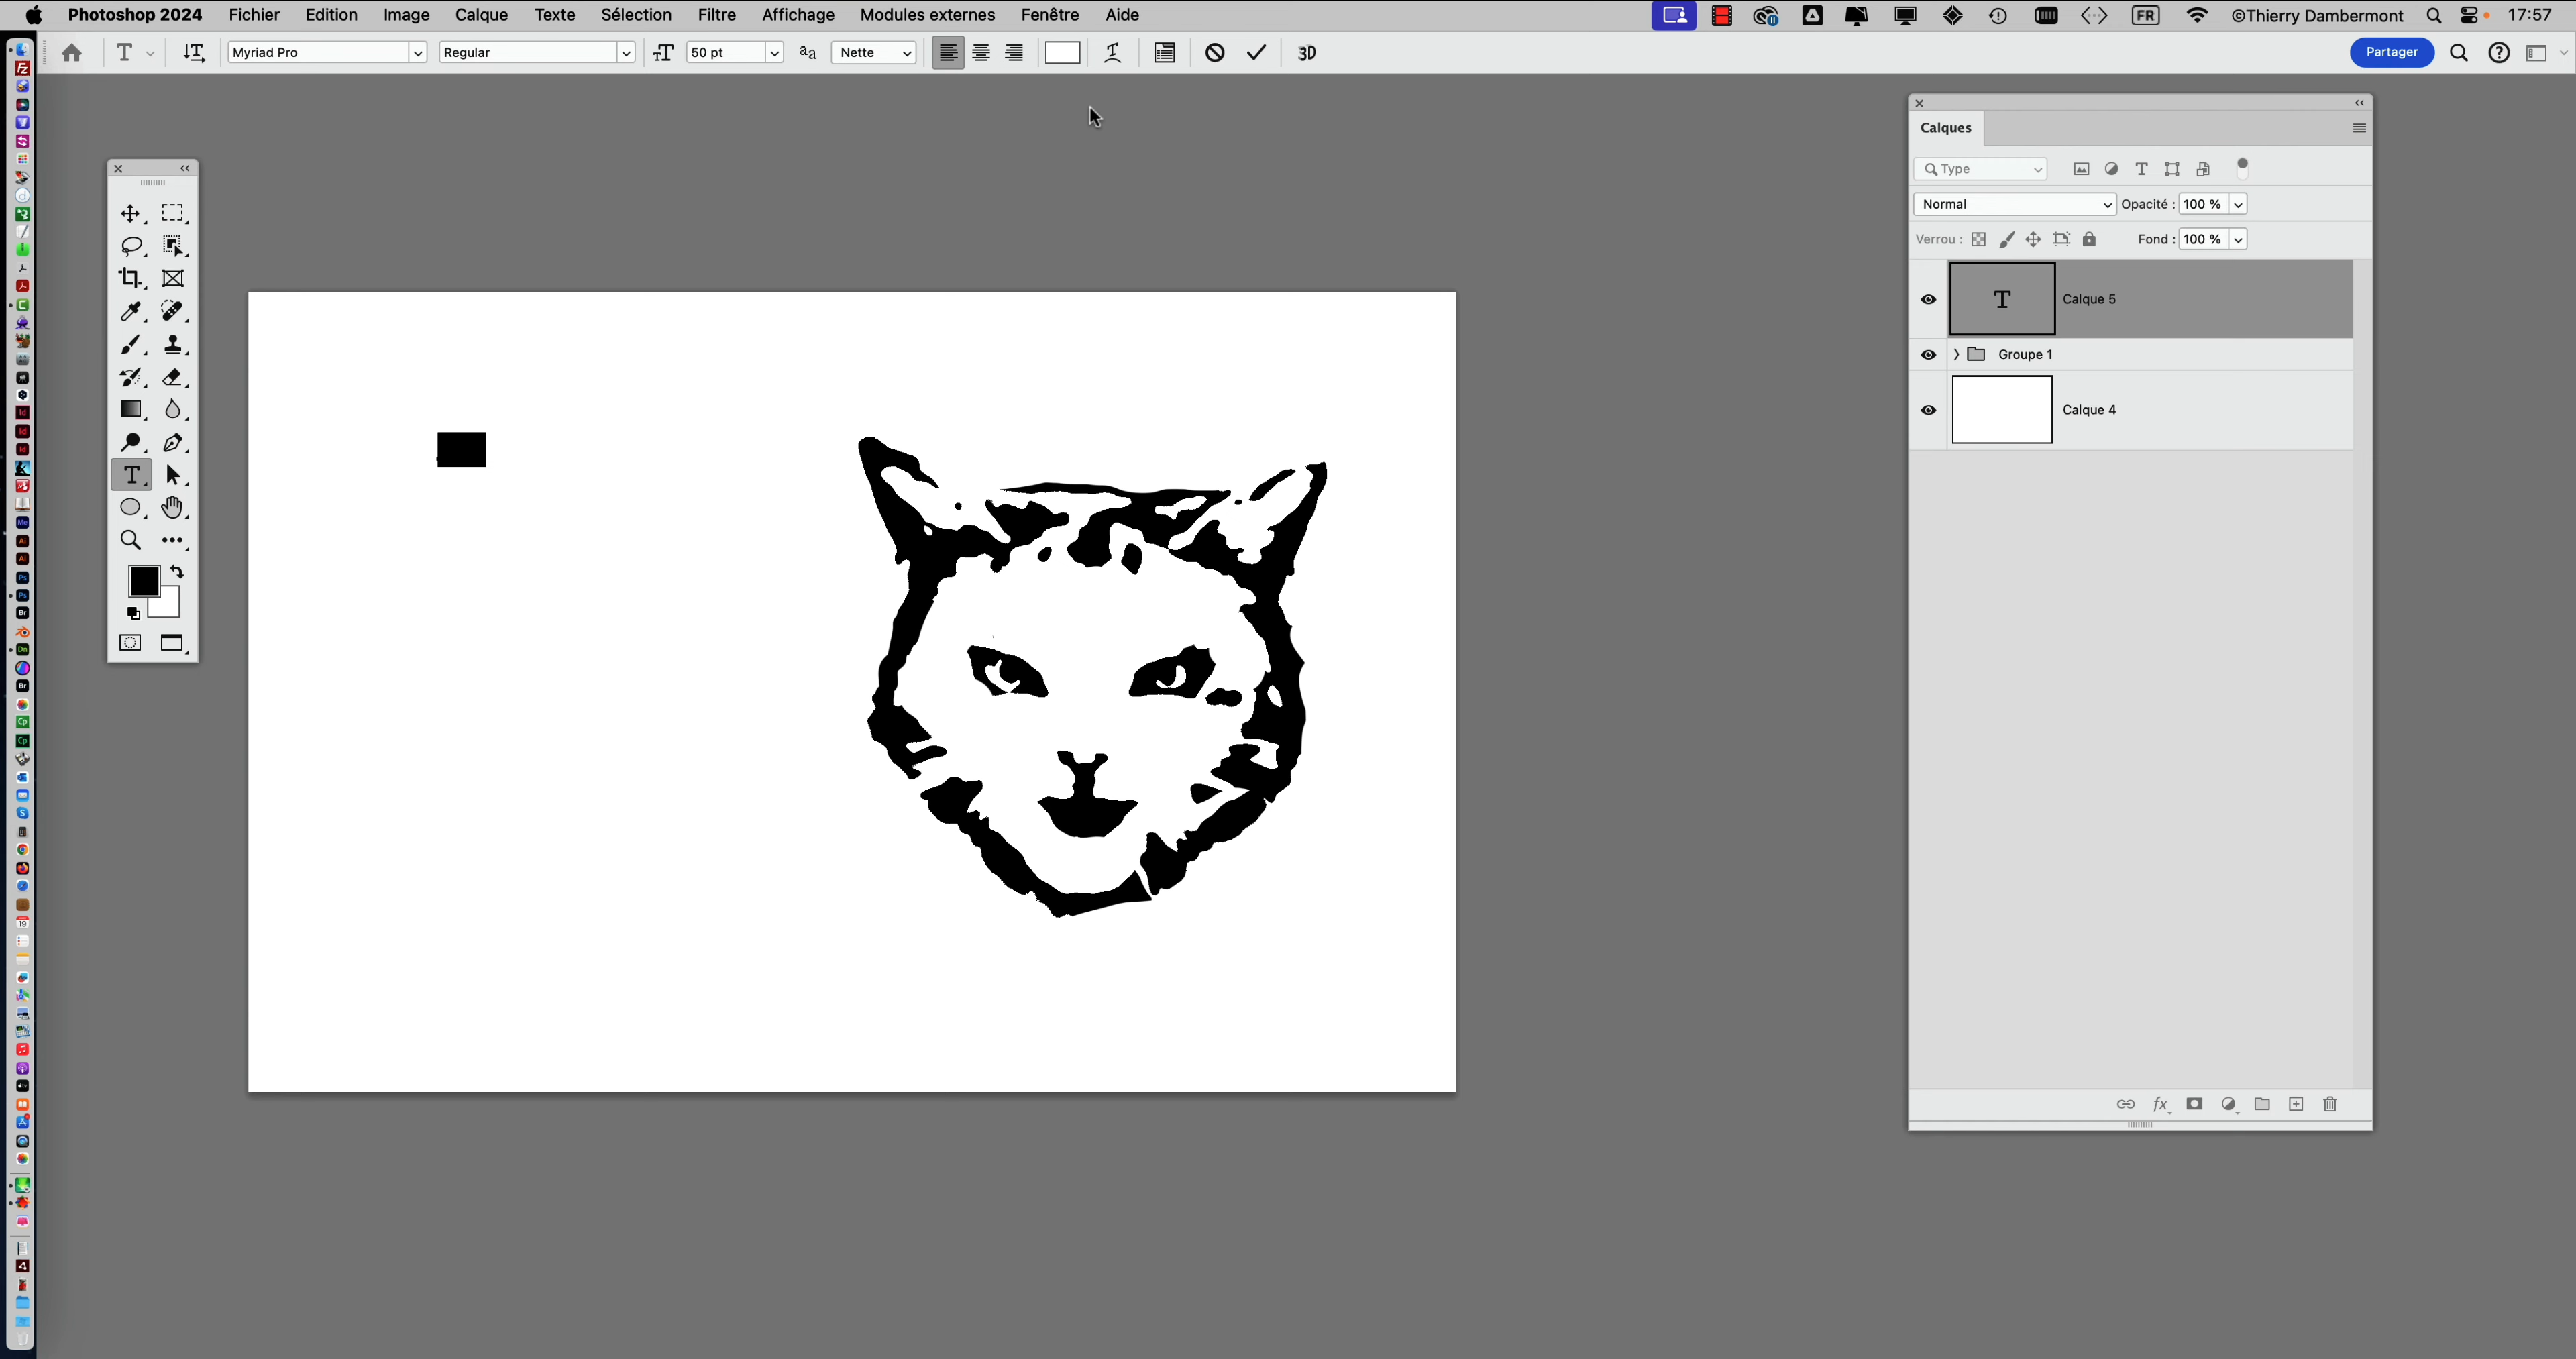 Photoshop 2024 Fichier Edition Image Calque Texte Sélection Filtre Affichage Modules externes Fenêtre Aide FR ©Thierry Dambermont 17:57
T Myriad Pro Regular 50 pt aa Nette 3D Partager
Calques
Type
Normal Opacité : 100 %
Verrou : Fond : 100 %
T Calque 5
Groupe 1
Calque 4
fx